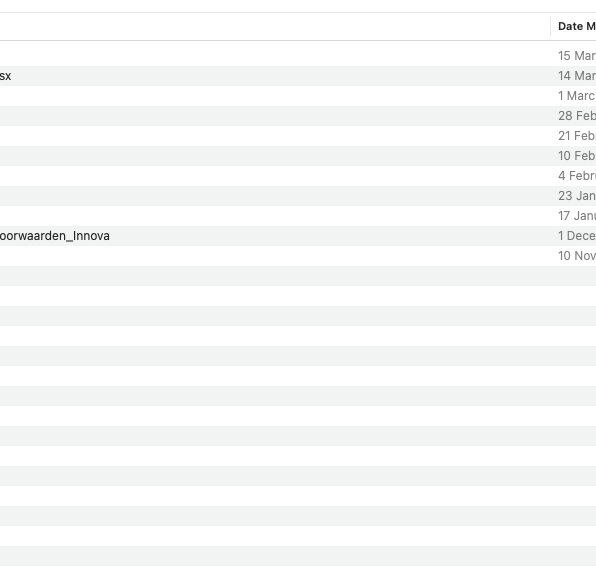 Date M
15 Mar
sx 14 Mar
1 Marc
28 Feb
21 Feb
10 Feb
4 Febr
23 Jan
17 Janu
oorwaarden_Innova 1 Dece
10 Nov